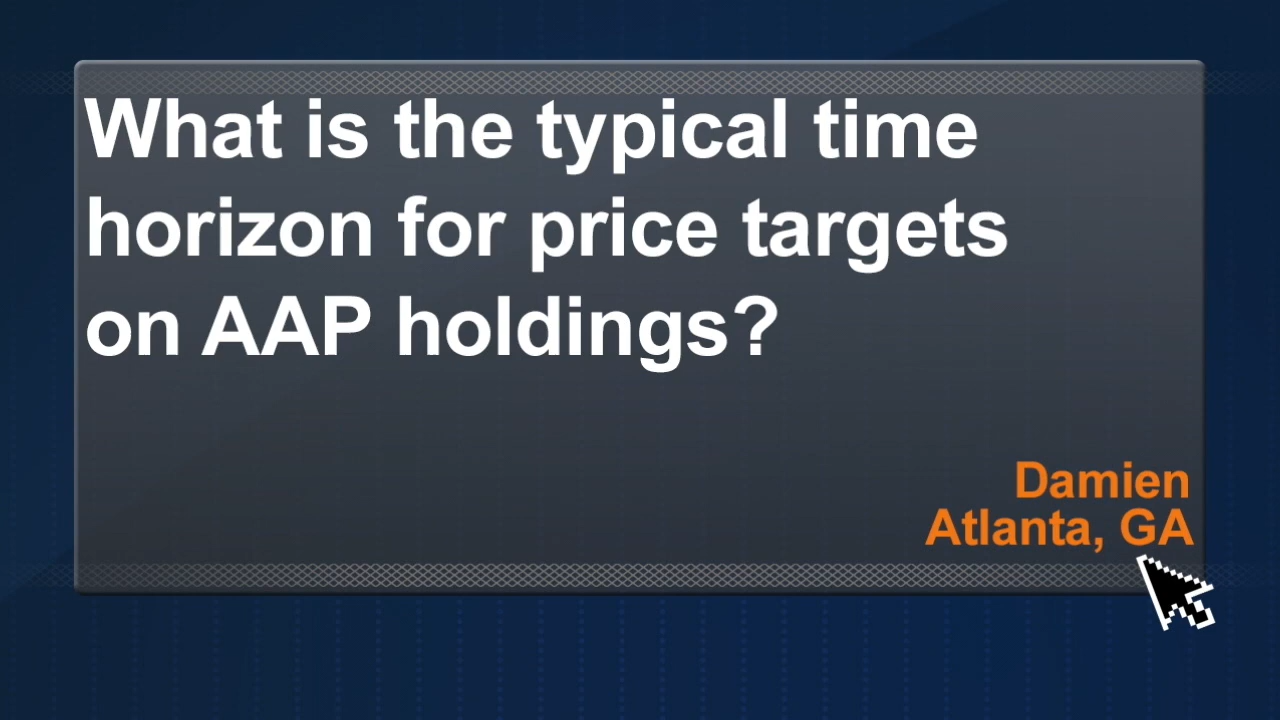 What is the typical time
horizon for price targets
on AAP holdings?
Damien
Atlanta, GA